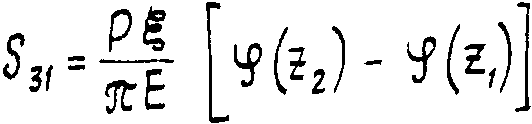 S₃₁ = Pξ/πE [φ(z₂) − φ(z₁)]